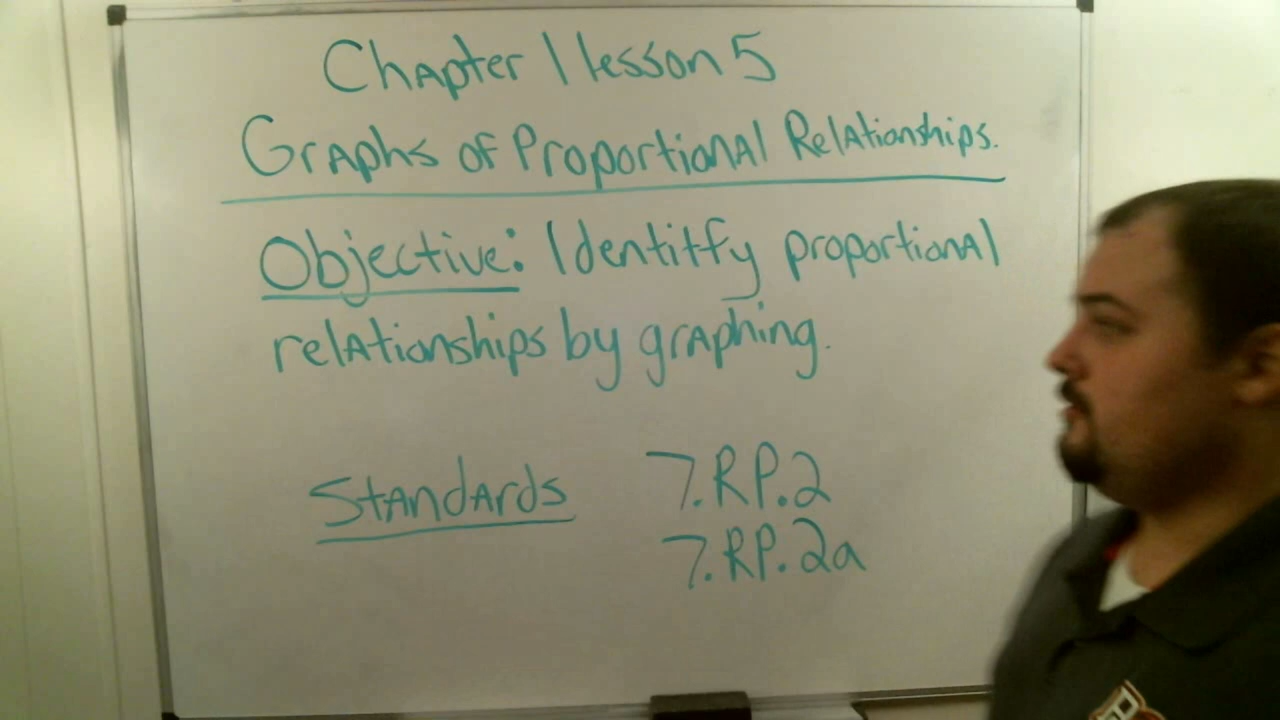 Chapter 1 lesson 5
Graphs of Proportional Relationships.
Objective: Identitfy proportional
relationships by graphing.
Standards 7.RP.2
7.RP.2a